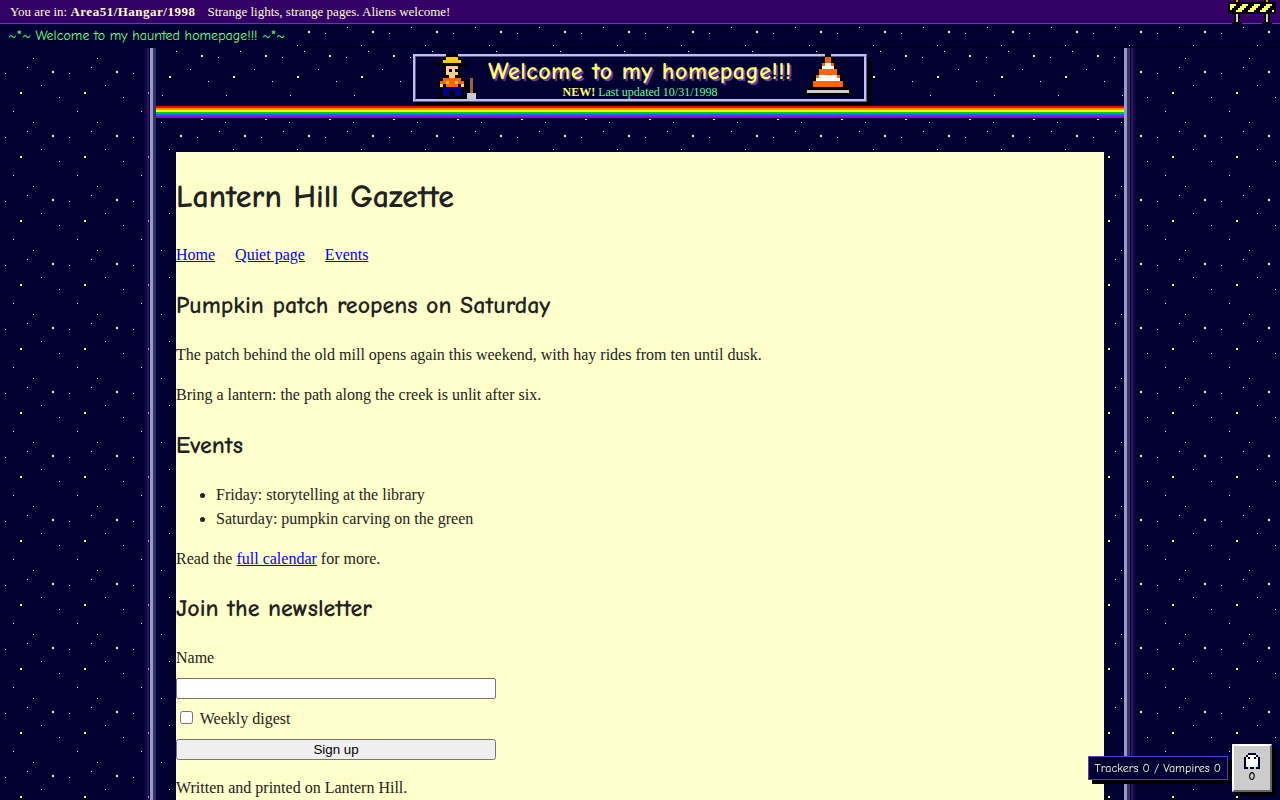 You are in: Area51/Hangar/1998 Strange lights, strange pages. Aliens welcome!
~*~ Welcome to my haunted homepage!!! ~*~
Welcome to my homepage!!!
NEW! Last updated 10/31/1998
Lantern Hill Gazette
Home Quiet page Events
Pumpkin patch reopens on Saturday
The patch behind the old mill opens again this weekend, with hay rides from ten until dusk.
Bring a lantern: the path along the creek is unlit after six.
Events
• Friday: storytelling at the library
• Saturday: pumpkin carving on the green
Read the full calendar for more.
Join the newsletter
Name
Weekly digest
Sign up
Trackers 0 / Vampires 0
0
Written and printed on Lantern Hill.